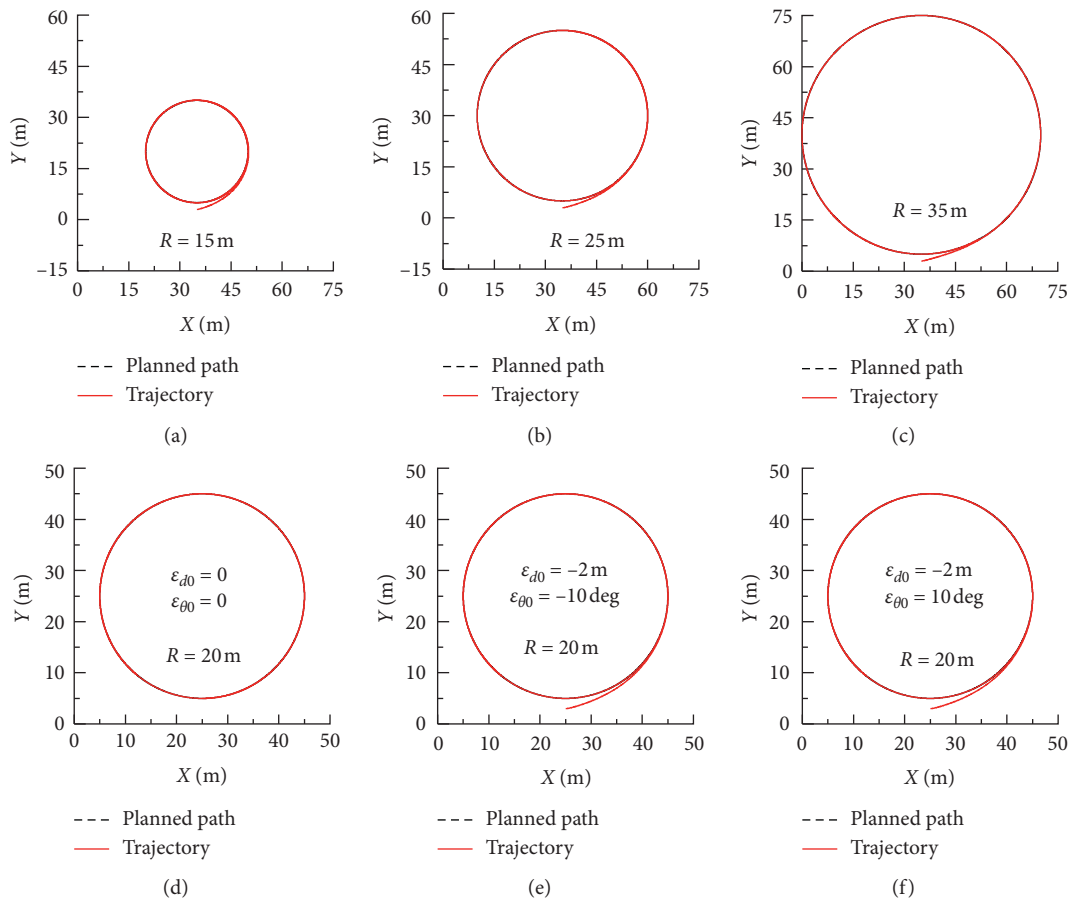 60
45
30
15
0
–15
Y (m)
R = 15 m
0 15 30 45 60 75
X (m)
Planned path
Trajectory
(a)
60
45
30
15
0
–15
Y (m)
R = 25 m
0 15 30 45 60 75
X (m)
Planned path
Trajectory
(b)
75
60
45
30
15
0
Y (m)
R = 35 m
0 15 30 45 60 75
X (m)
Planned path
Trajectory
(c)
50
40
30
20
10
0
Y (m)
εd0 = 0
εθ0 = 0
R = 20 m
0 10 20 30 40 50
X (m)
Planned path
Trajectory
(d)
50
40
30
20
10
0
Y (m)
εd0 = –2 m
εθ0 = –10 deg
R = 20 m
0 10 20 30 40 50
X (m)
Planned path
Trajectory
(e)
50
40
30
20
10
0
Y (m)
εd0 = –2 m
εθ0 = 10 deg
R = 20 m
0 10 20 30 40 50
X (m)
Planned path
Trajectory
(f)